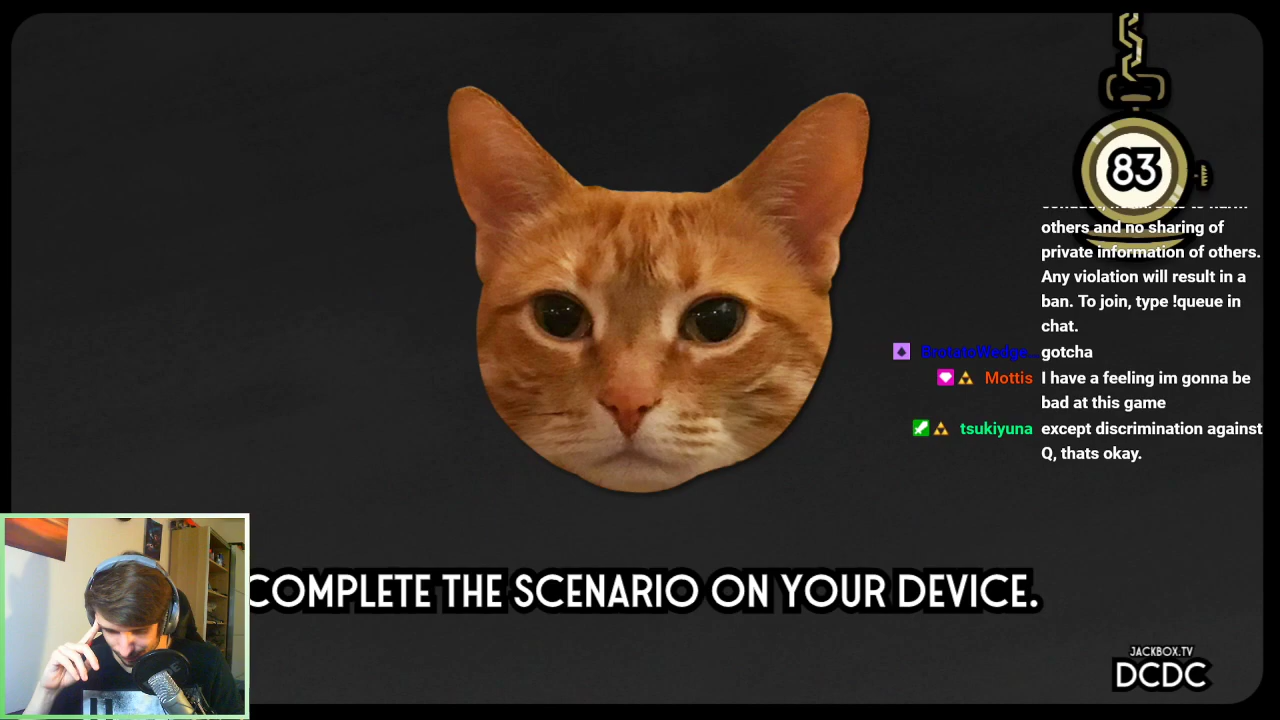 83
others and no sharing of
private information of others.
Any violation will result in a
ban. To join, type !queue in
chat.
BrotatoWedge... gotcha
Mottis I have a feeling im gonna be
bad at this game
tsukiyuna except discrimination against
Q, thats okay.
COMPLETE THE SCENARIO ON YOUR DEVICE.
JACKBOX.TV
DCDC